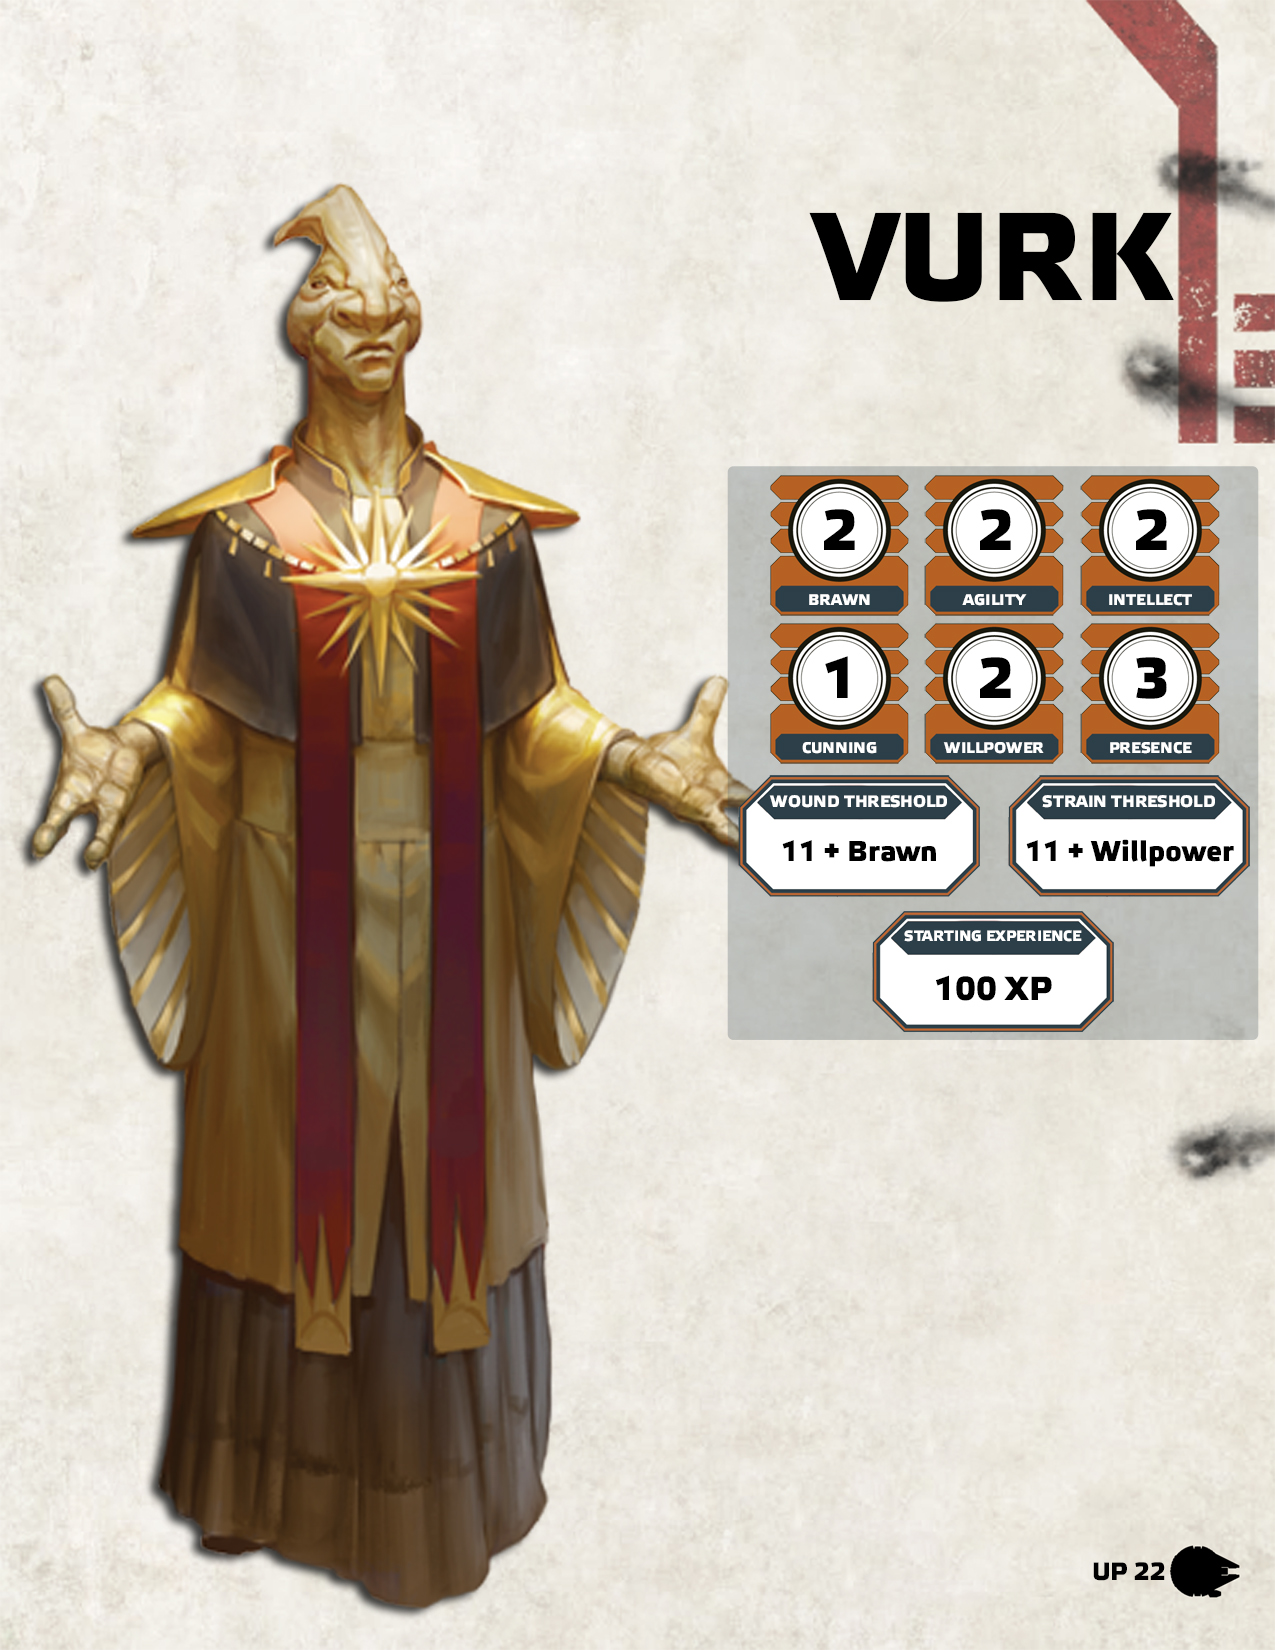 VURK
2 2 2
BRAWN AGILITY INTELLECT
1 2 3
CUNNING WILLPOWER PRESENCE
WOUND THRESHOLD STRAIN THRESHOLD
11 + Brawn 11 + Willpower
STARTING EXPERIENCE
100 XP
UP 22